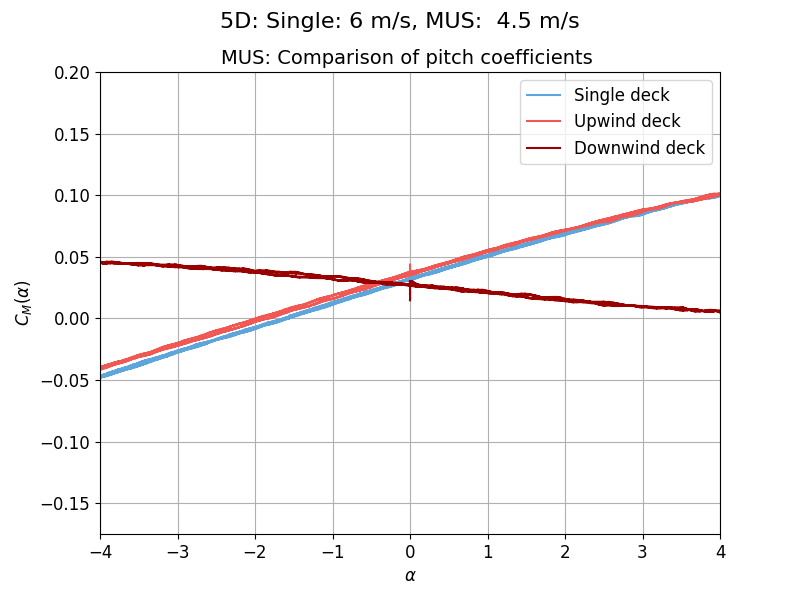 5D: Single: 6 m/s, MUS:  4.5 m/s
MUS: Comparison of pitch coefficients
0.20
0.15
0.10
0.05
0.00
−0.05
−0.10
−0.15
C_M(α)
Single deck
Upwind deck
Downwind deck
−4 −3 −2 −1 0 1 2 3 4
α